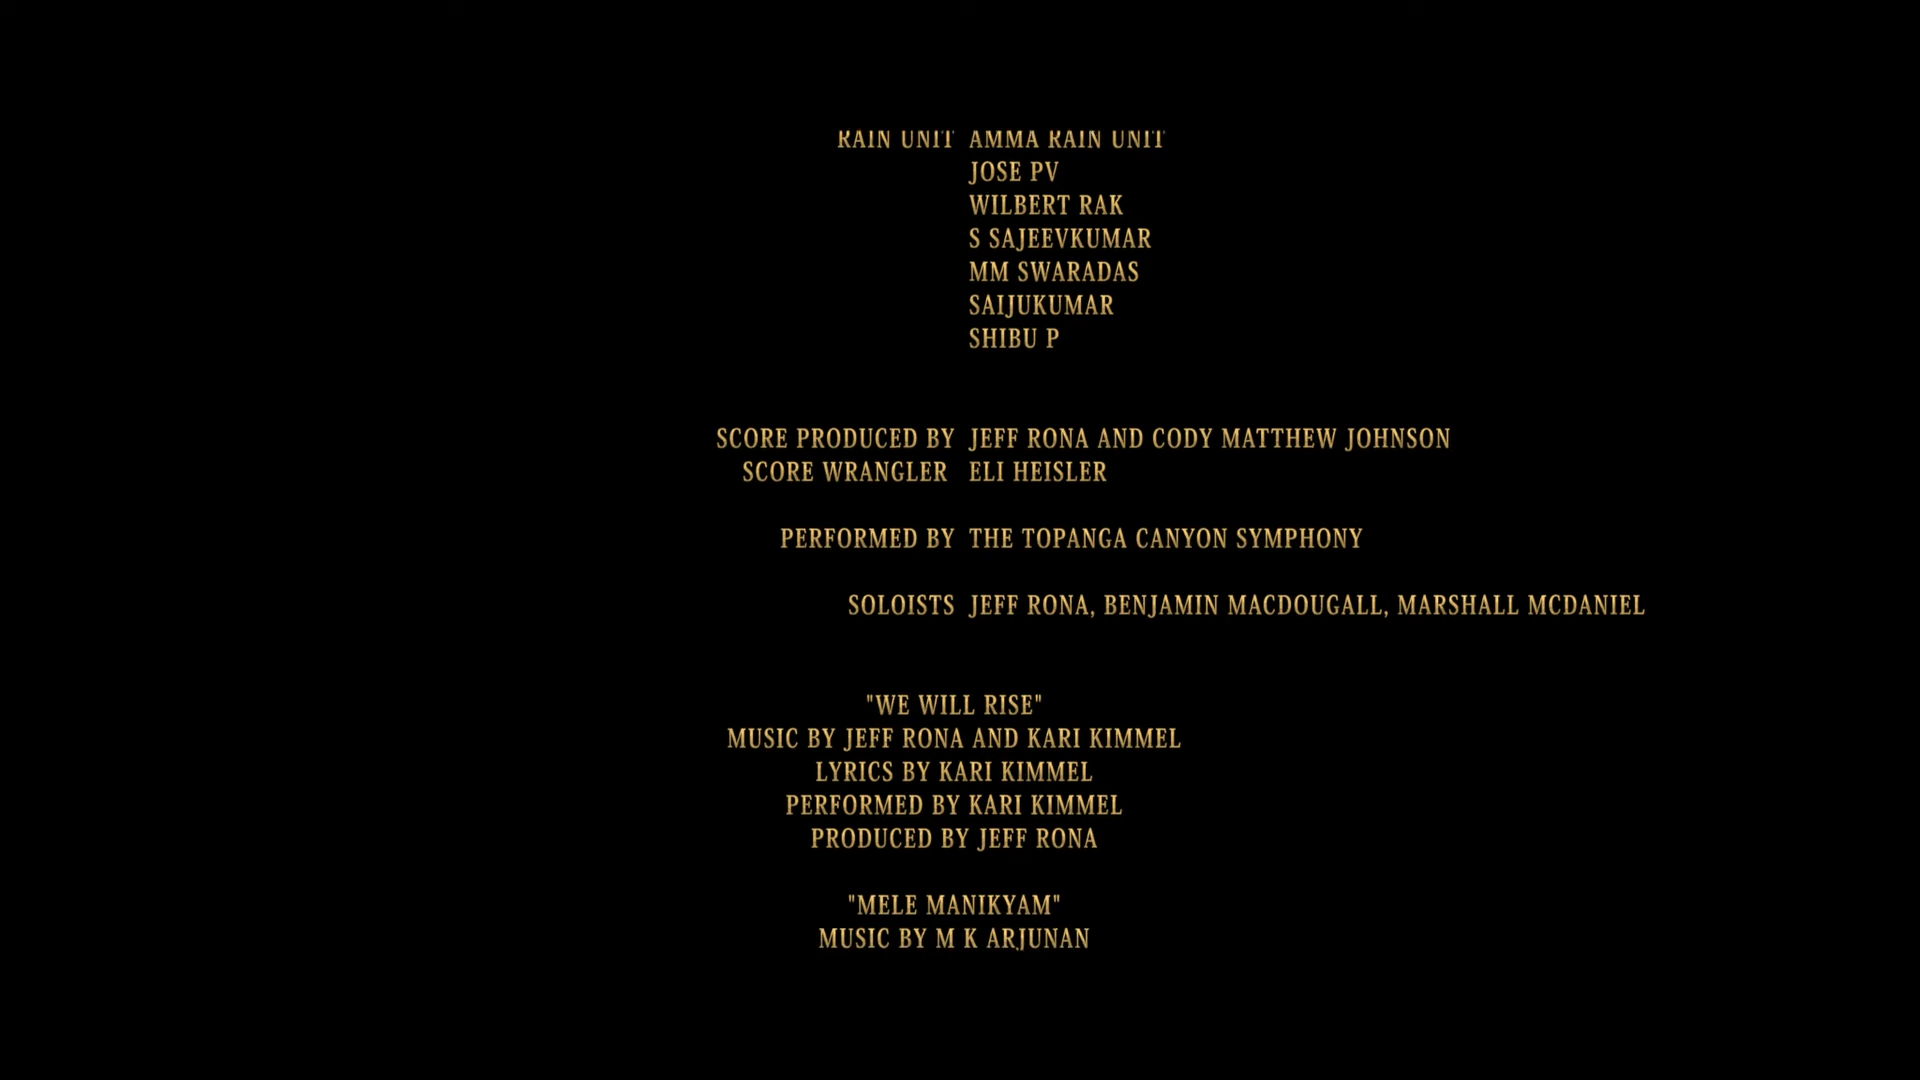 RAIN UNIT AMMA RAIN UNIT
JOSE PV
WILBERT RAK
S SAJEEVKUMAR
MM SWARADAS
SAIJUKUMAR
SHIBU P
SCORE PRODUCED BY JEFF RONA AND CODY MATTHEW JOHNSON
SCORE WRANGLER ELI HEISLER
PERFORMED BY THE TOPANGA CANYON SYMPHONY
SOLOISTS JEFF RONA, BENJAMIN MACDOUGALL, MARSHALL MCDANIEL
"WE WILL RISE"
MUSIC BY JEFF RONA AND KARI KIMMEL
LYRICS BY KARI KIMMEL
PERFORMED BY KARI KIMMEL
PRODUCED BY JEFF RONA
"MELE MANIKYAM"
MUSIC BY M K ARJUNAN